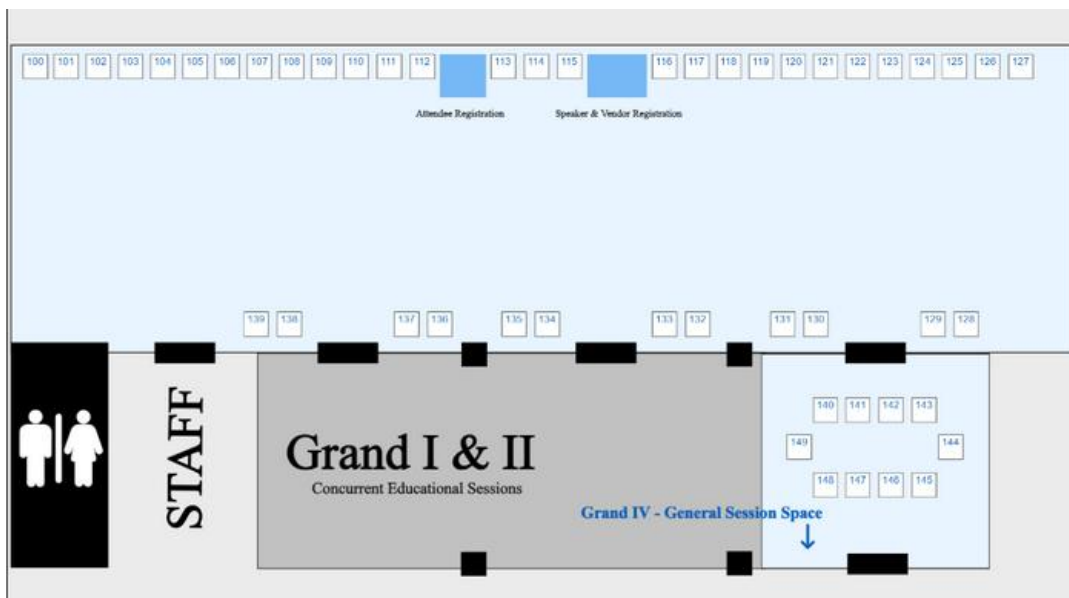 100 101 102 103 104 105 106 107 108 109 110 111 112 113 114 115 116 117 118 119 120 121 122 123 124 125 126 127
Attendee Registration Speaker & Vendor Registration
139 138 137 136 135 134 133 132 131 130 129 128
STAFF
Grand I & II
Concurrent Educational Sessions
140 141 142 143
149 144
148 147 146 145
Grand IV - General Session Space